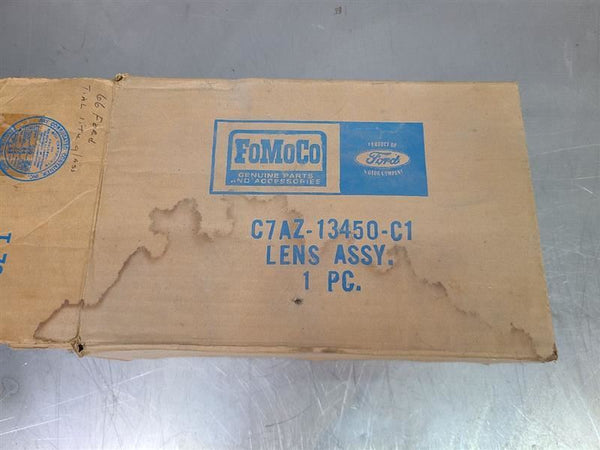 66 Ford
FoMoCo
GENUINE PARTS
AND ACCESSORIES
PRODUCT OF
Ford
MOTOR COMPANY
C7AZ-13450-C1
LENS ASSY.
1 PC.